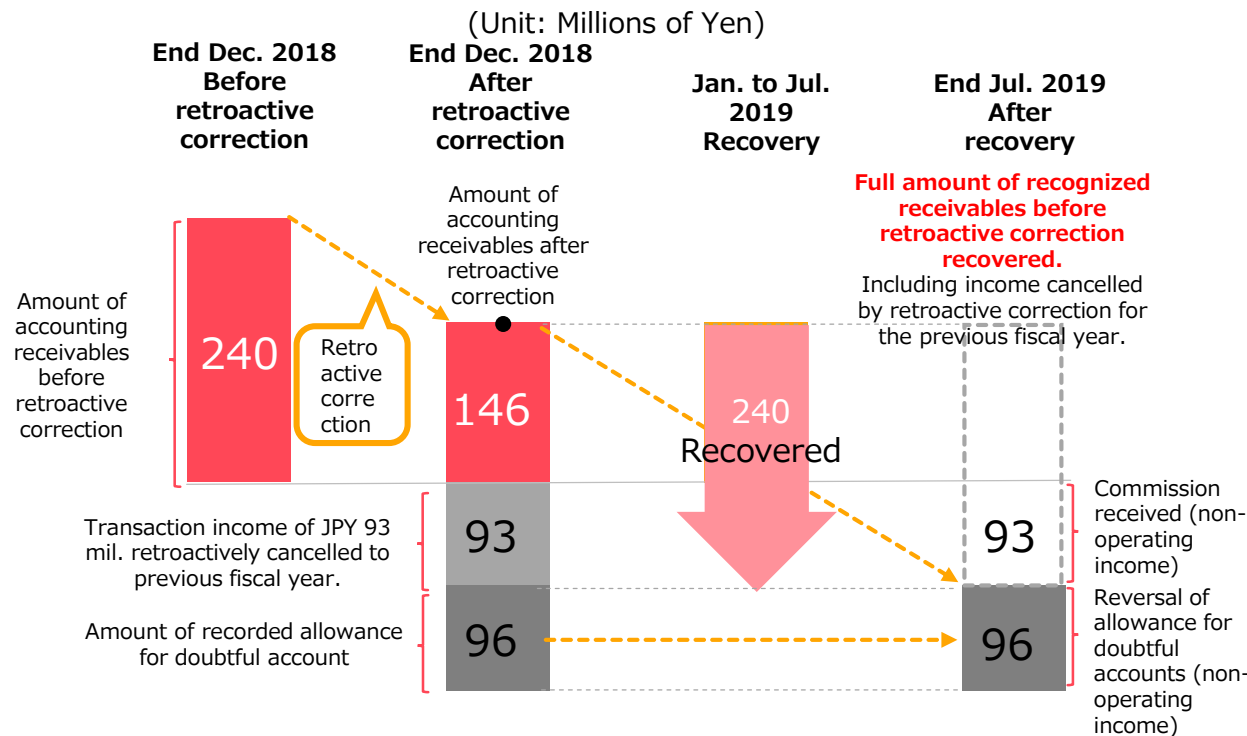 (Unit: Millions of Yen)
End Dec. 2018
Before
retroactive
correction
End Dec. 2018
After
retroactive
correction
Jan. to Jul.
2019
Recovery
End Jul. 2019
After
recovery
Amount of
accounting
receivables
before
retroactive
correction
240
Retro
active
corre
ction
Amount of
accounting
receivables after
retroactive
correction
146
240
Recovered
Full amount of recognized
receivables before
retroactive correction
recovered.
Including income cancelled
by retroactive correction for
the previous fiscal year.
Transaction income of JPY 93
mil. retroactively cancelled to
previous fiscal year.
93
93
Commission
received (non-
operating
income)
Amount of recorded allowance
for doubtful account
96
96
Reversal of
allowance for
doubtful
accounts (non-
operating
income)